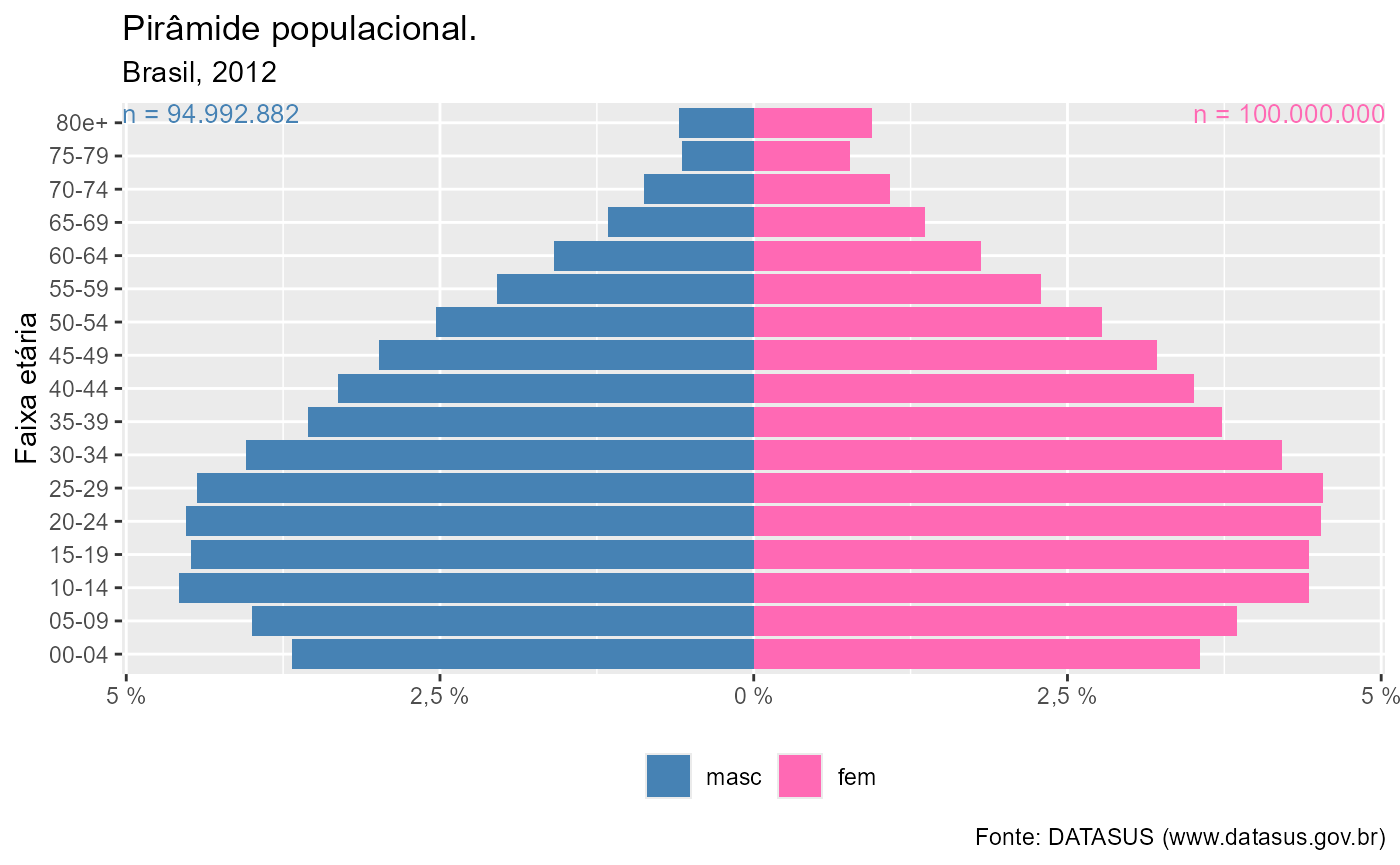 Pirâmide populacional.
Brasil, 2012
n = 94.992.882
n = 100.000.000
Faixa etária
80e+
75-79
70-74
65-69
60-64
55-59
50-54
45-49
40-44
35-39
30-34
25-29
20-24
15-19
10-14
05-09
00-04
5 % 2,5 % 0 % 2,5 % 5 %
masc fem
Fonte: DATASUS (www.datasus.gov.br)